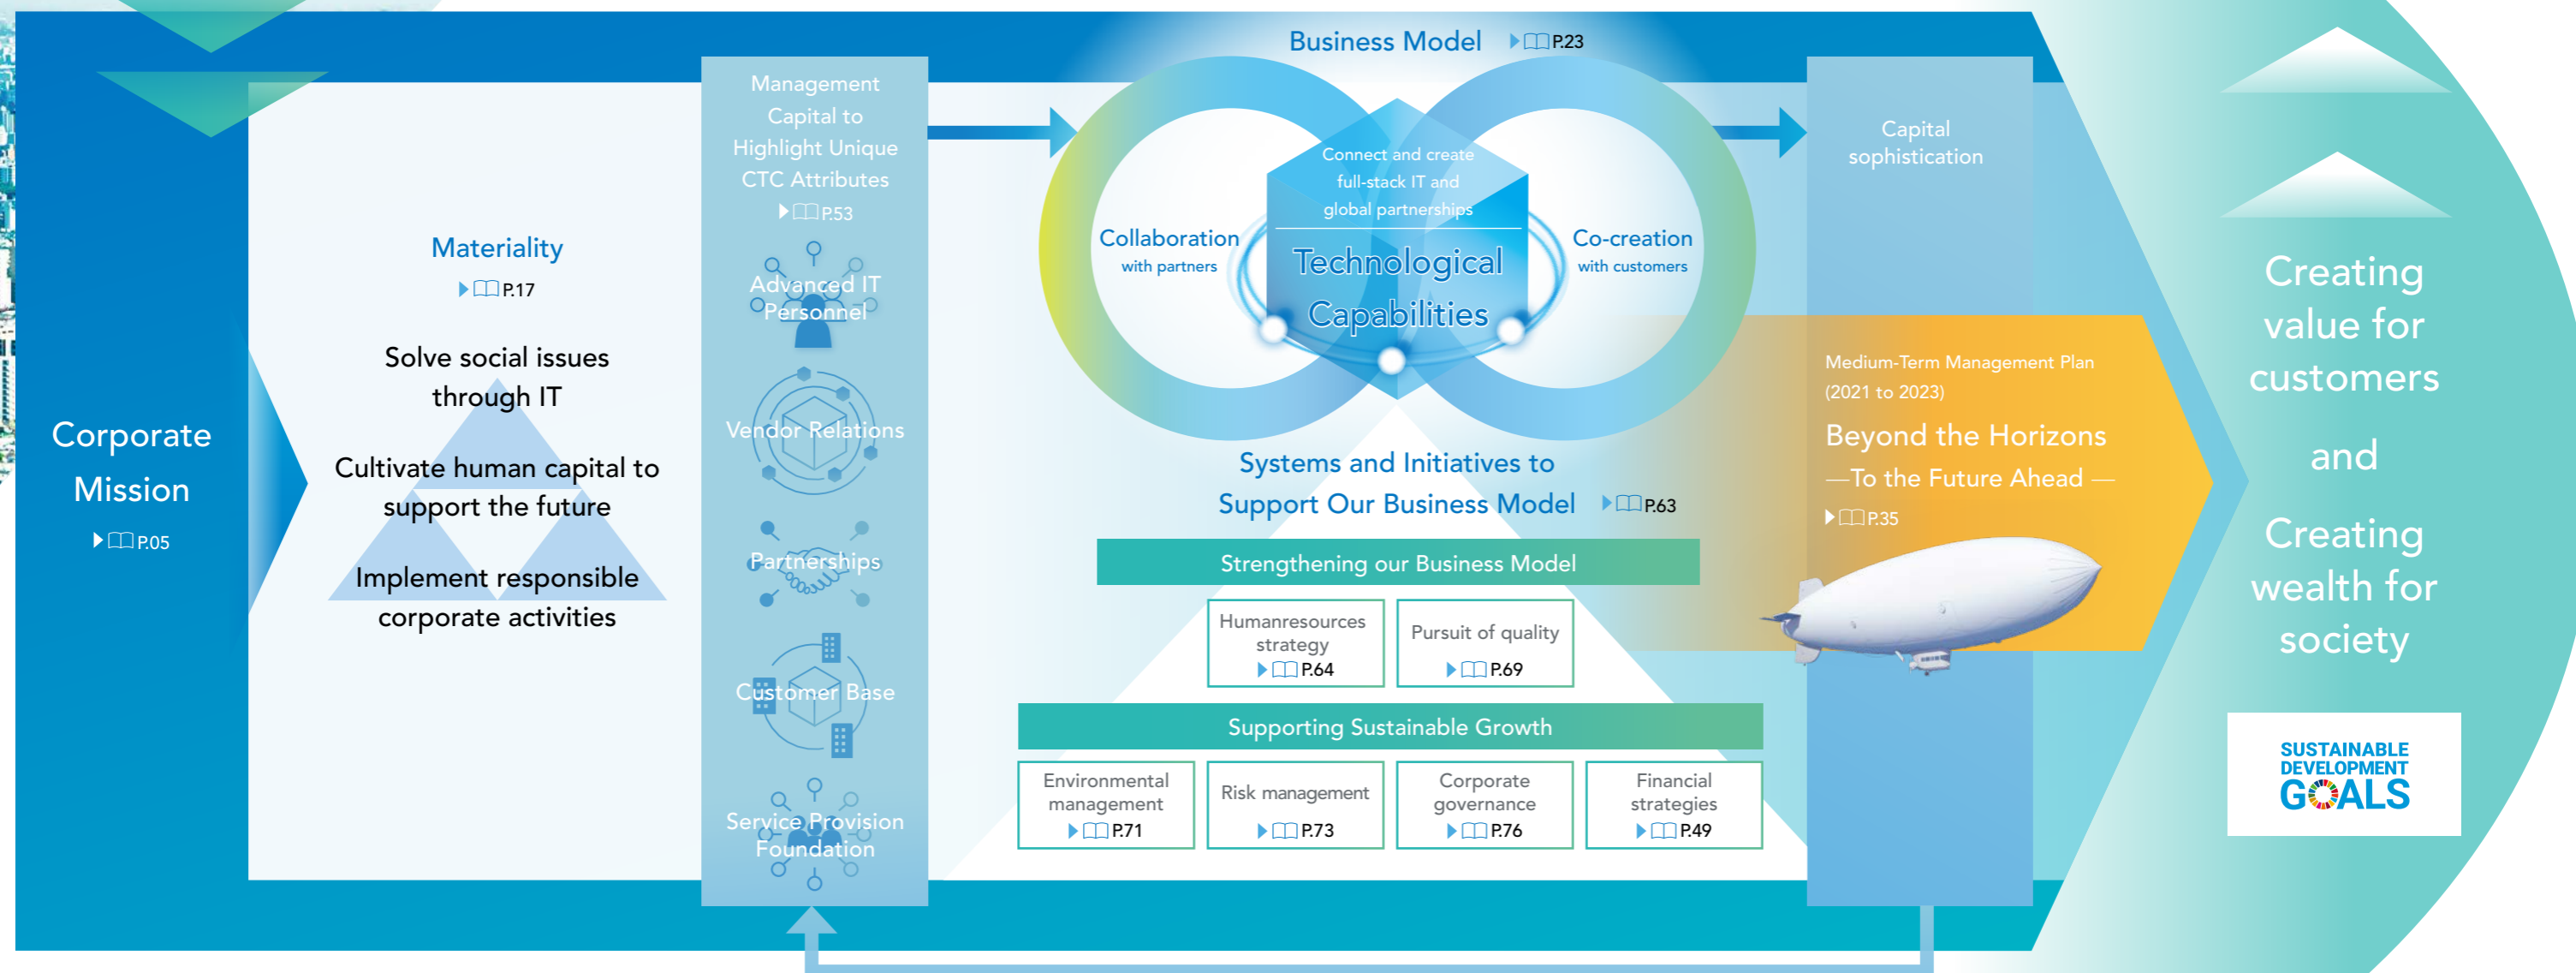 Corporate
Mission
P.05
Materiality
P.17
Solve social issues
through IT
Cultivate human capital to
support the future
Implement responsible
corporate activities
Management
Capital to
Highlight Unique
CTC Attributes
P.53
Advanced IT
Personnel
Vendor Relations
Partnerships
Customer Base
Service Provision
Foundation
Business Model P.23
Collaboration
with partners
Connect and create
full-stack IT and
global partnerships
Technological
Capabilities
Co-creation
with customers
Systems and Initiatives to
Support Our Business Model P.63
Strengthening our Business Model
Humanresources
strategy
P.64
Pursuit of quality
P.69
Supporting Sustainable Growth
Environmental
management
P.71
Risk management
P.73
Corporate
governance
P.76
Financial
strategies
P.49
Capital
sophistication
Medium-Term Management Plan
(2021 to 2023)
Beyond the Horizons
—To the Future Ahead —
P.35
Creating
value for
customers
and
Creating
wealth for
society
SUSTAINABLE
DEVELOPMENT
GOALS